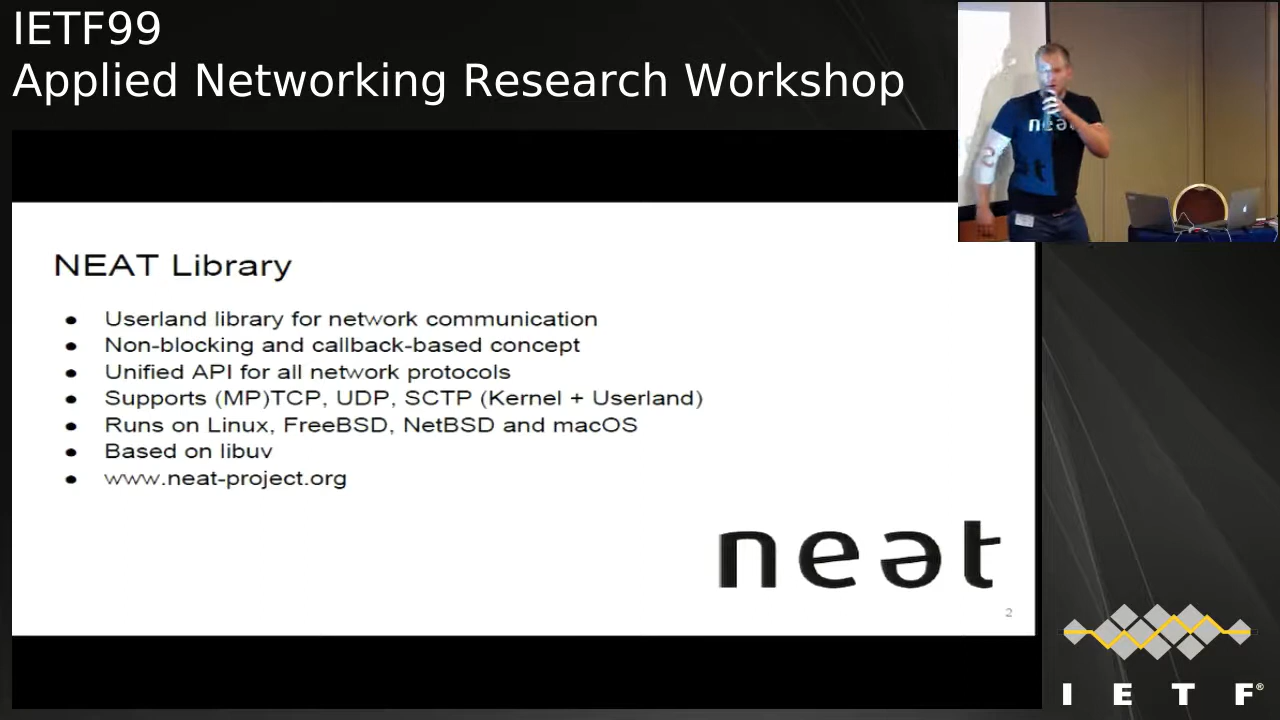 IETF99
Applied Networking Research Workshop
neat
NEAT Library
● Userland library for network communication
● Non-blocking and callback-based concept
● Unified API for all network protocols
● Supports (MP)TCP, UDP, SCTP (Kernel + Userland)
● Runs on Linux, FreeBSD, NetBSD and macOS
● Based on libuv
● www.neat-project.org
neət
2
I E T F®